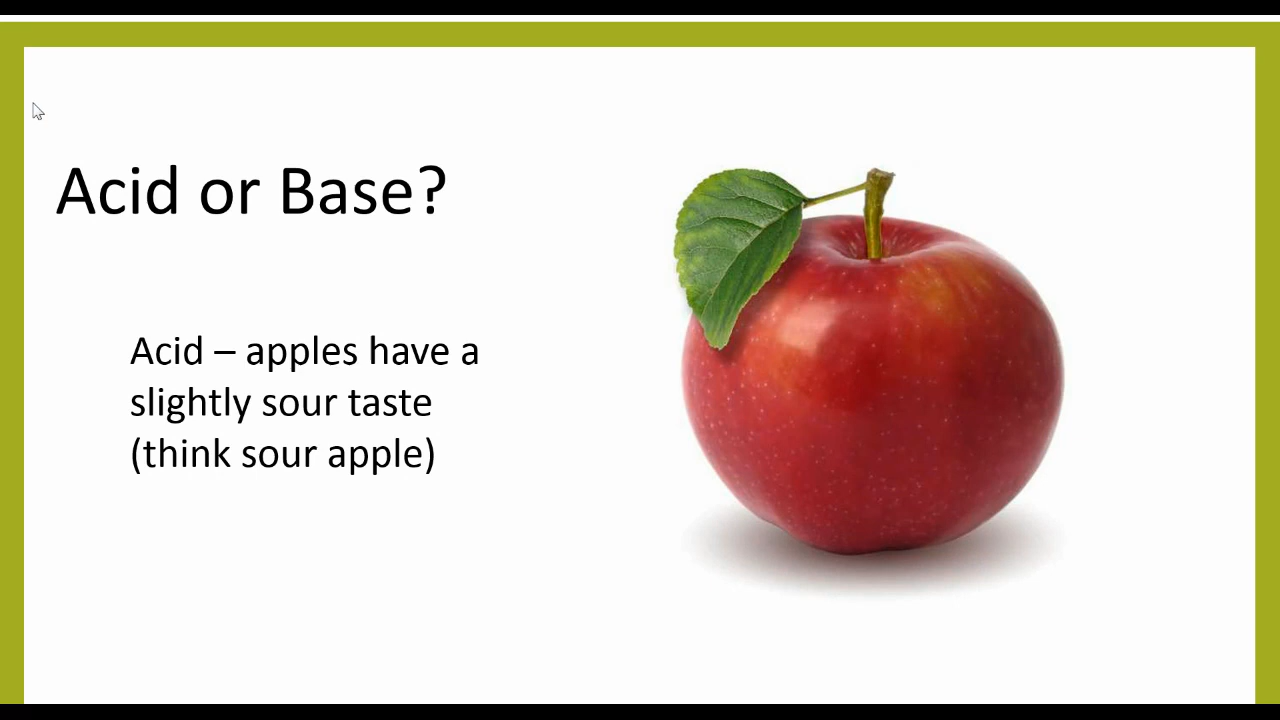 Acid or Base?
Acid – apples have a
slightly sour taste
(think sour apple)